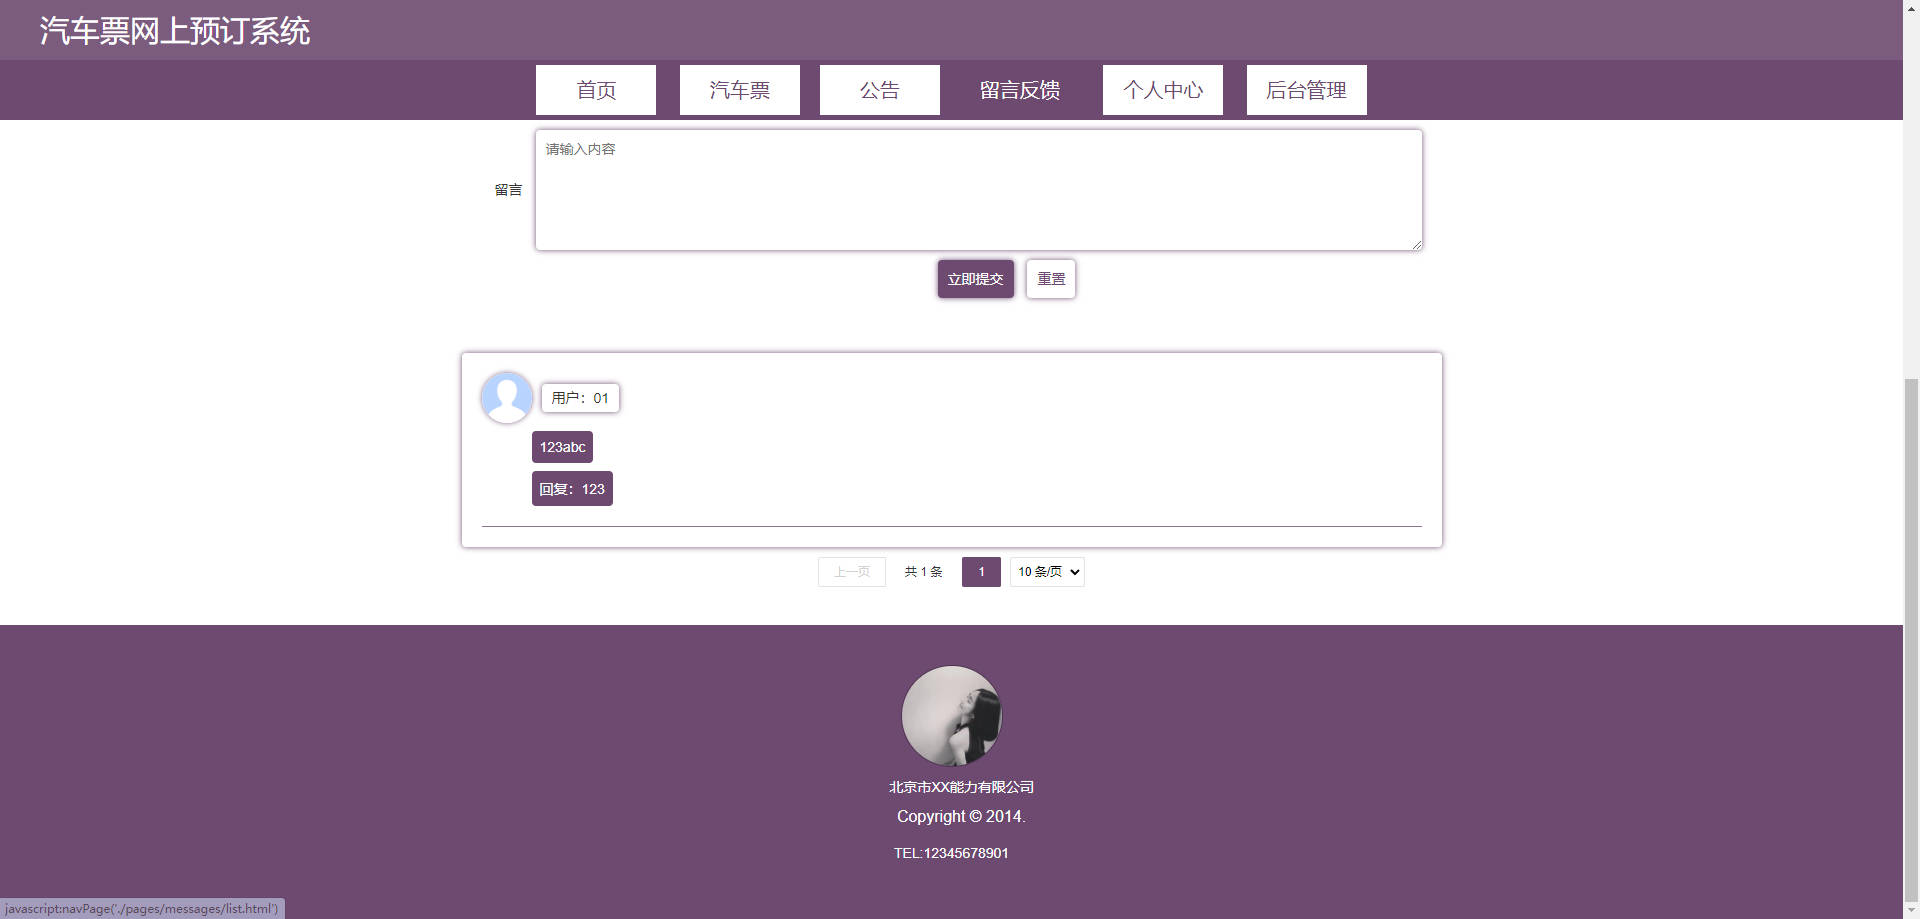 汽车票网上预订系统
首页 汽车票 公告 留言反馈 个人中心 后台管理
请输入内容
留言
立即提交 重置
用户：01
123abc
回复：123
上一页 共 1 条 1 10 条/页
北京市XX能力有限公司
Copyright © 2014.
TEL:12345678901
javascript:navPage('./pages/messages/list.html')